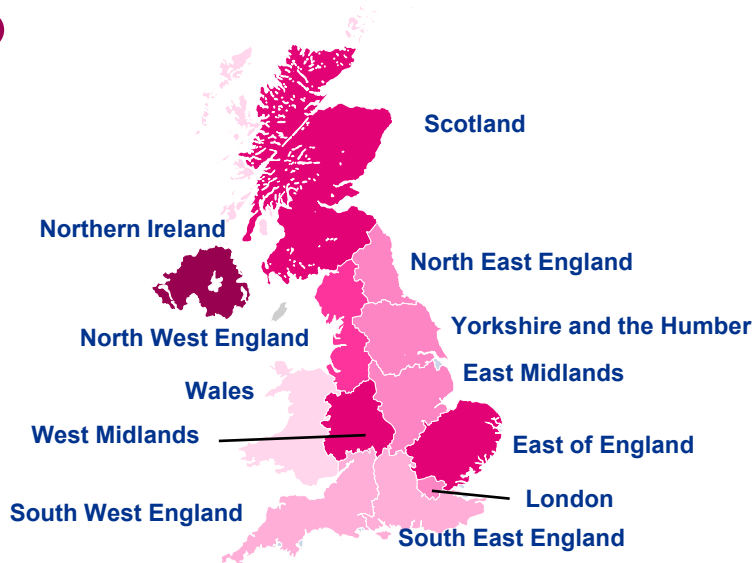 Scotland
Northern Ireland
North East England
Yorkshire and the Humber
North West England
East Midlands
Wales
West Midlands
East of England
London
South West England
South East England